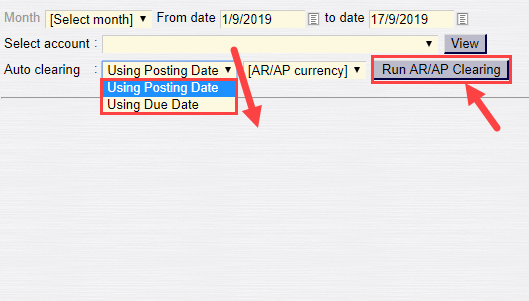 Month [Select month] From date 1/9/2019 to date 17/9/2019
Select account : View
Auto clearing : Using Posting Date [AR/AP currency] Run AR/AP Clearing
Using Posting Date
Using Due Date